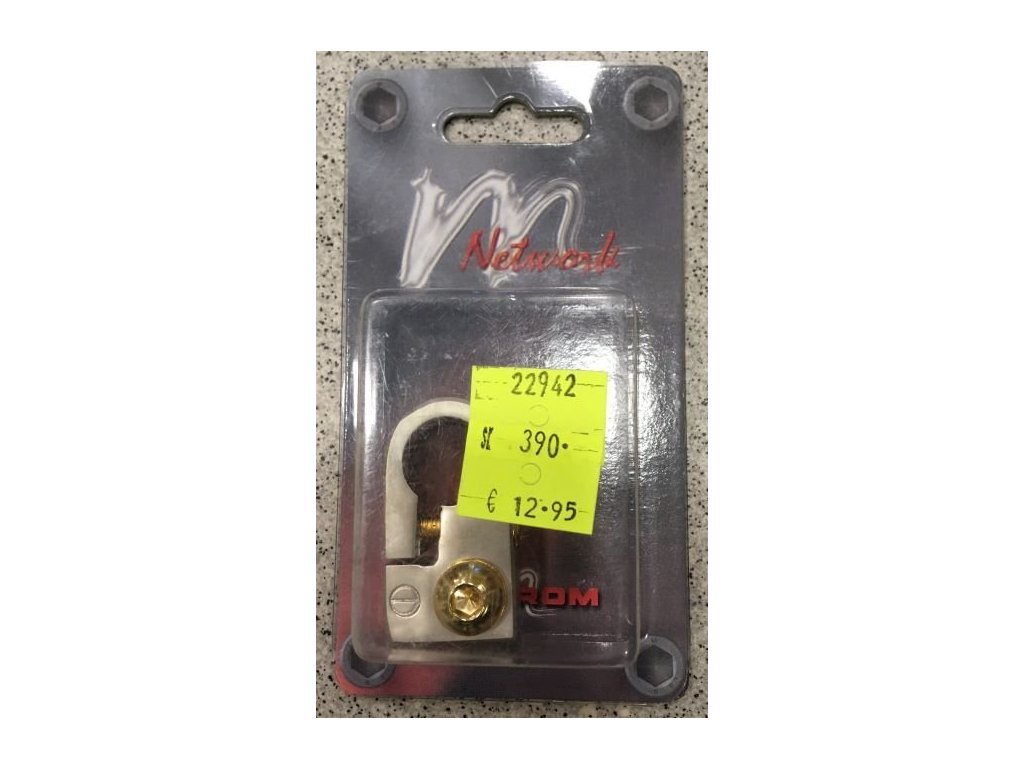 m
Network
22942
SK 390.
€ 12.95
ROM